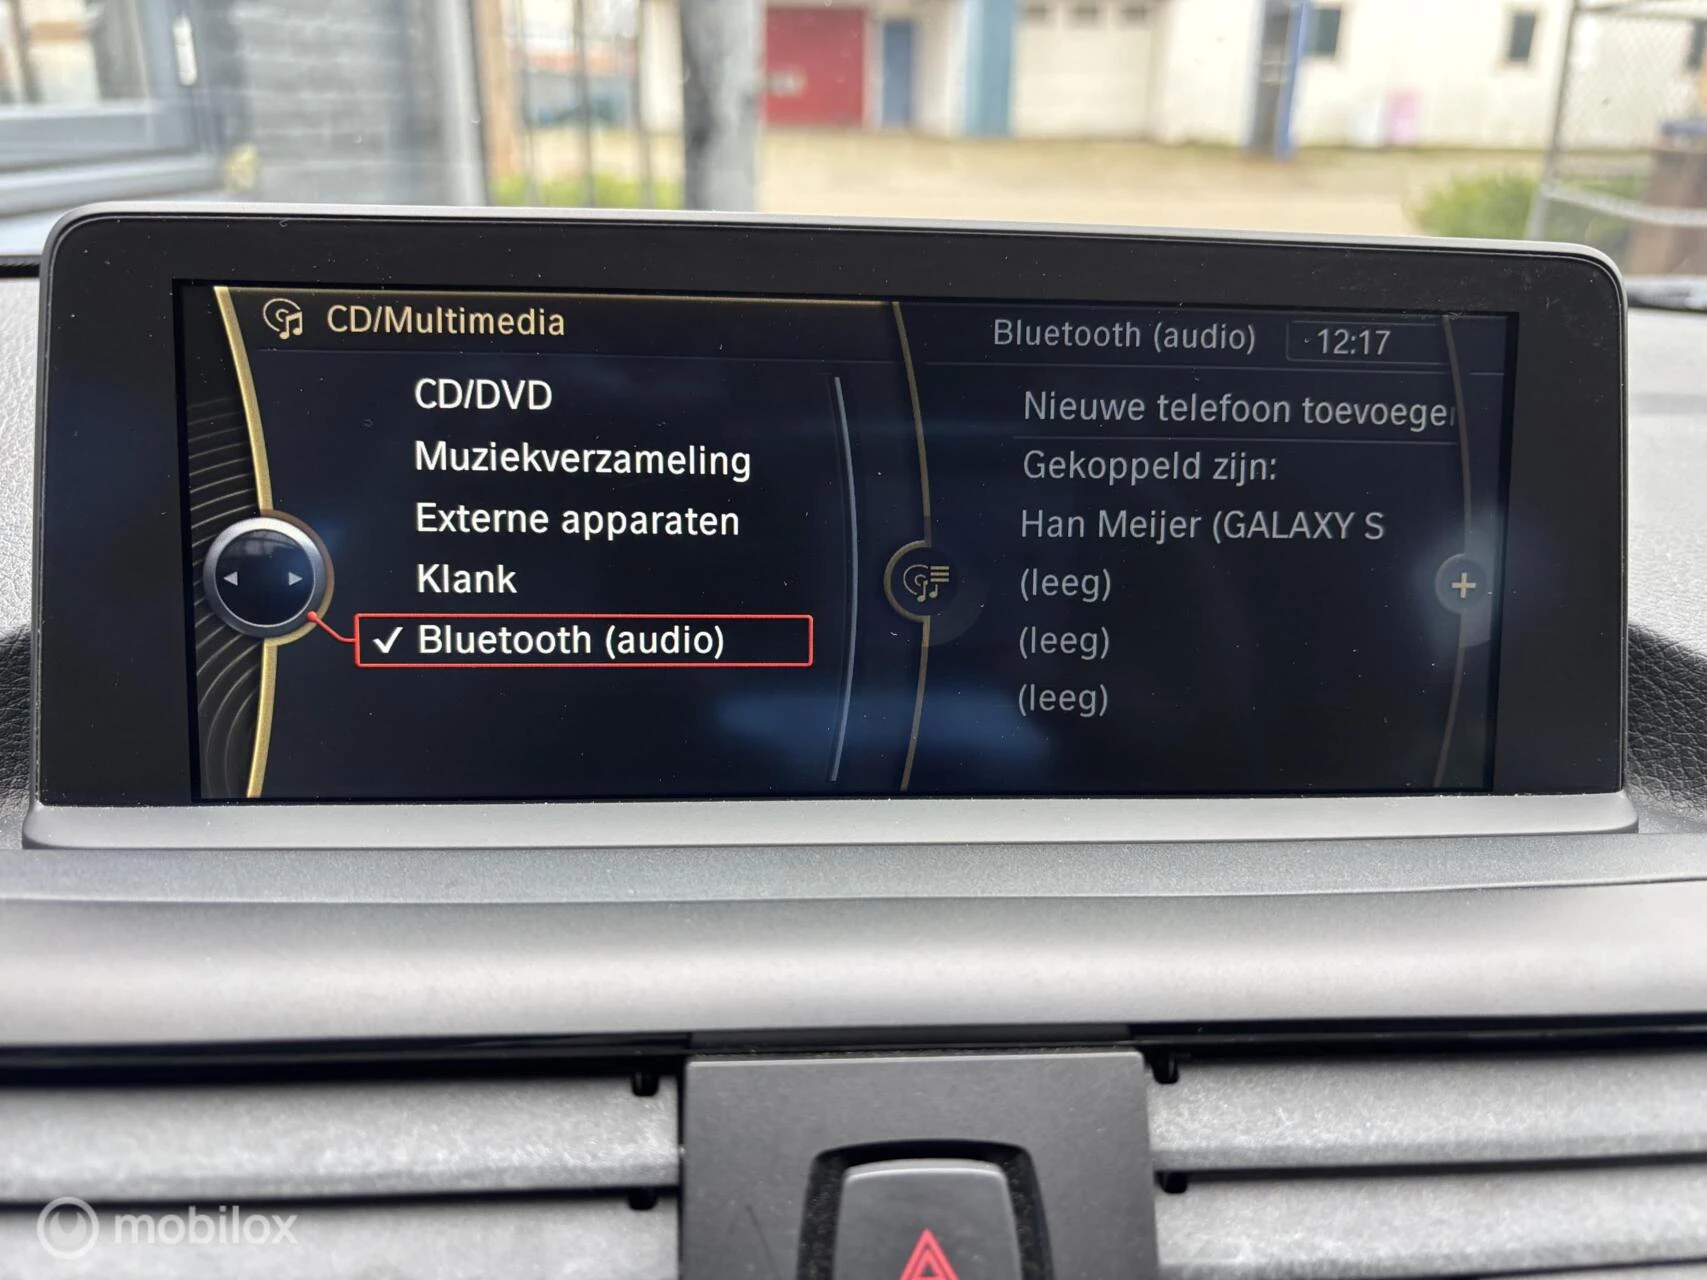 CD/Multimedia
CD/DVD
Muziekverzameling
Externe apparaten
Klank
✓ Bluetooth (audio)
Bluetooth (audio) 12:17
Nieuwe telefoon toevoege
Gekoppeld zijn:
Han Meijer (GALAXY S
(leeg)
(leeg)
(leeg)
mobilox